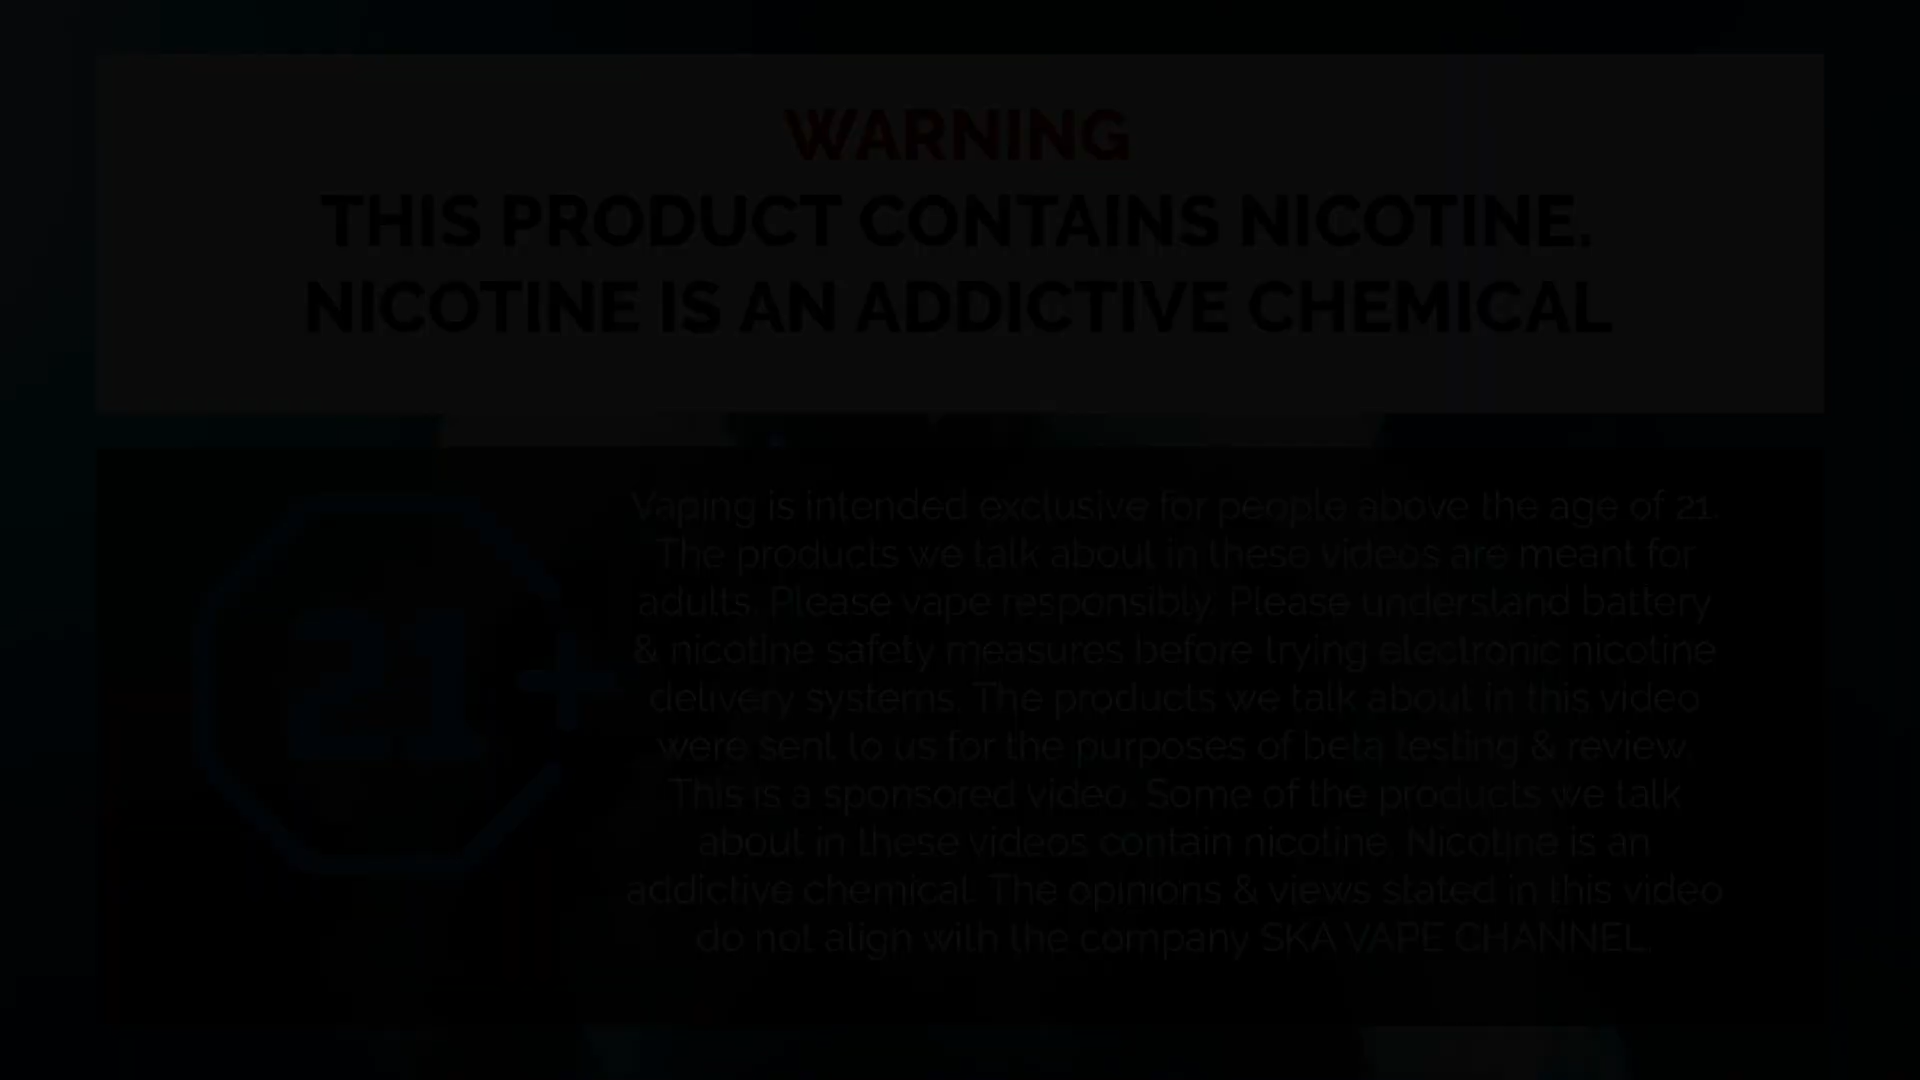 WARNING
THIS PRODUCT CONTAINS NICOTINE.
NICOTINE IS AN ADDICTIVE CHEMICAL
21+
Vaping is intended exclusive for people above the age of 21.
The products we talk about in these videos are meant for
adults. Please vape responsibly. Please understand battery
& nicotine safety measures before trying electronic nicotine
delivery systems. The products we talk about in this video
were sent to us for the purposes of beta testing & review.
This is a sponsored video. Some of the products we talk
about in these videos contain nicotine. Nicotine is an
addictive chemical. The opinions & views stated in this video
do not align with the company SKA VAPE CHANNEL.